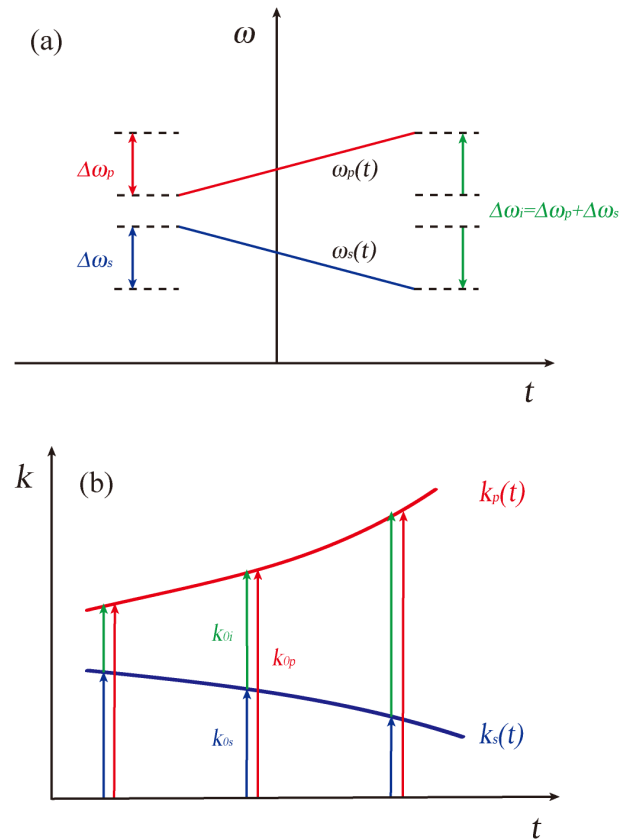 (a)
ω
Δωp
ωp(t)
Δωi=Δωp+Δωs
Δωs
ωs(t)
t
k
(b)
kp(t)
k0i
k0p
k0s
ks(t)
t